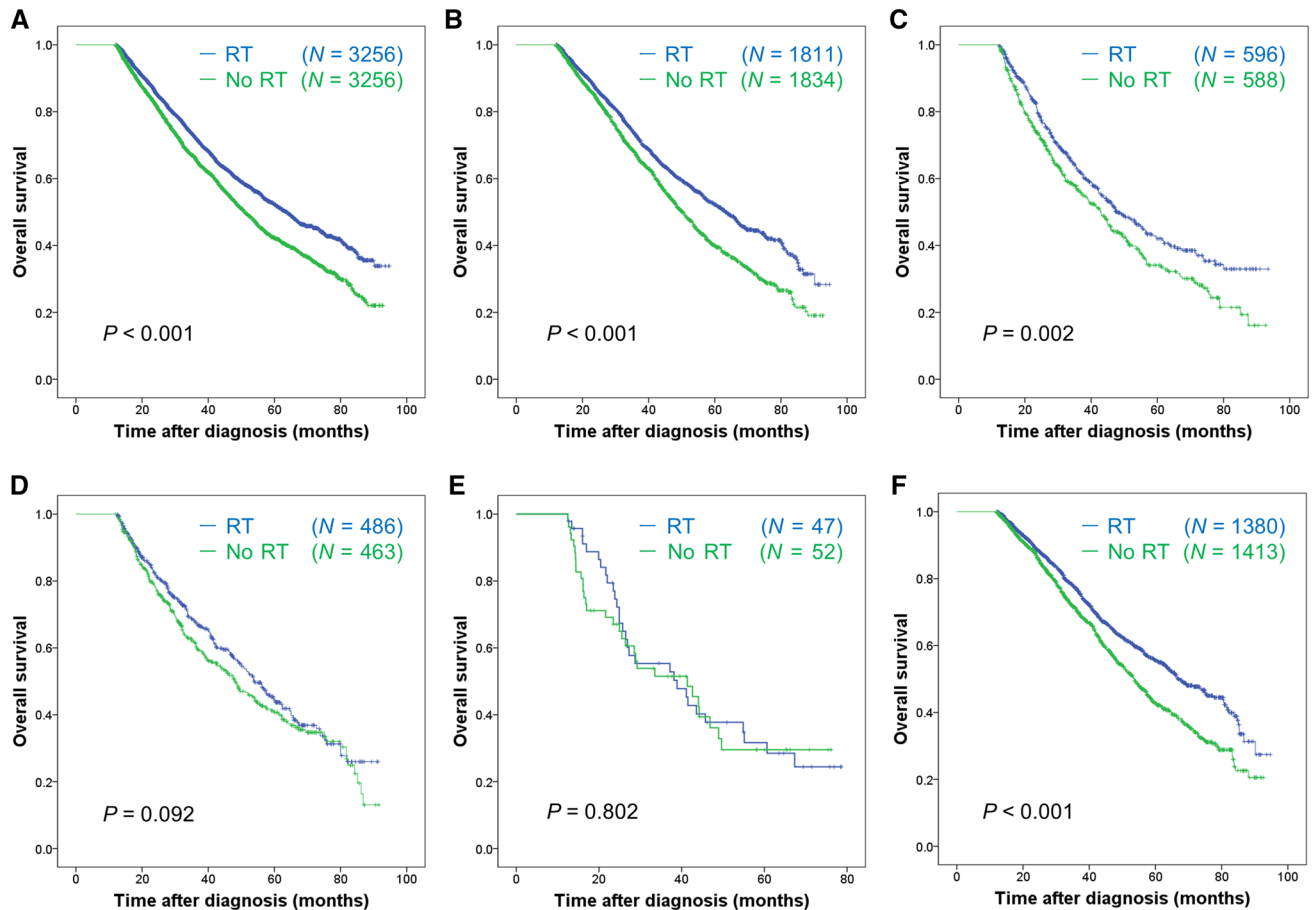 A
RT (N = 3256)
No RT (N = 3256)
1.0
0.8
0.6
0.4
0.2
0.0
Overall survival
P < 0.001
0 20 40 60 80 100
Time after diagnosis (months)
B
RT (N = 1811)
No RT (N = 1834)
1.0
0.8
0.6
0.4
0.2
0.0
Overall survival
P < 0.001
0 20 40 60 80 100
Time after diagnosis (months)
C
RT (N = 596)
No RT (N = 588)
1.0
0.8
0.6
0.4
0.2
0.0
Overall survival
P = 0.002
0 20 40 60 80 100
Time after diagnosis (months)
D
RT (N = 486)
No RT (N = 463)
1.0
0.8
0.6
0.4
0.2
0.0
Overall survival
P = 0.092
0 20 40 60 80 100
Time after diagnosis (months)
E
RT (N = 47)
No RT (N = 52)
1.0
0.8
0.6
0.4
0.2
0.0
Overall survival
P = 0.802
0 20 40 60 80
Time after diagnosis (months)
F
RT (N = 1380)
No RT (N = 1413)
1.0
0.8
0.6
0.4
0.2
0.0
Overall survival
P < 0.001
0 20 40 60 80 100
Time after diagnosis (months)